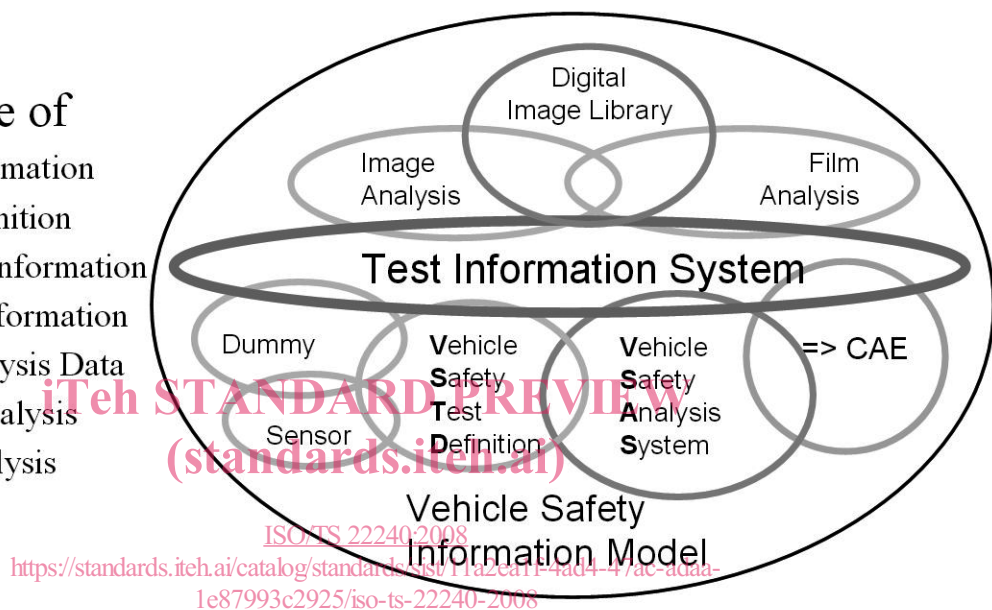 e of
mation
nition
nformation
formation
ysis Data
alysis
lysis
Digital
Image Library
Image
Analysis
Film
Analysis
Test Information System
Dummy
Sensor
Vehicle
Safety
Test
Definition
Vehicle
Safety
Analysis
System
=> CAE
Vehicle Safety
Information Model
iTeh STANDARD PREVIEW
(standards.iteh.ai)
ISO/TS 22240:2008
https://standards.iteh.ai/catalog/standards/sist/f1a2ea1f-4ad4-47ac-adaa-
1e87993c2925/iso-ts-22240-2008